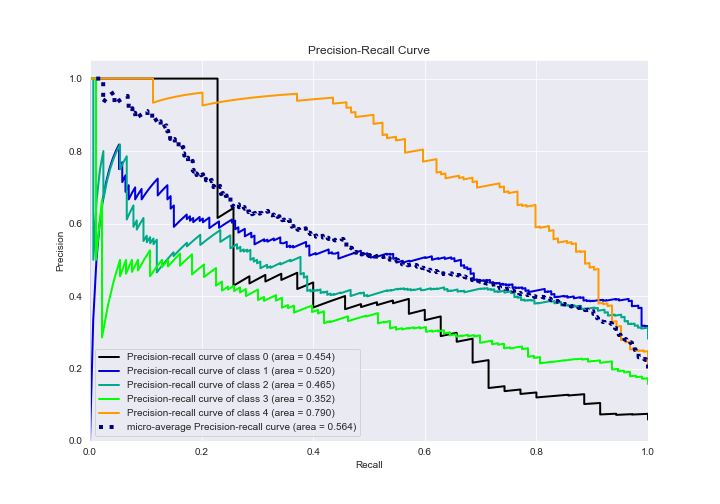 Precision-Recall Curve
Precision
1.0
0.8
0.6
0.4
0.2
0.0
Precision-recall curve of class 0 (area = 0.454)
Precision-recall curve of class 1 (area = 0.520)
Precision-recall curve of class 2 (area = 0.465)
Precision-recall curve of class 3 (area = 0.352)
Precision-recall curve of class 4 (area = 0.790)
micro-average Precision-recall curve (area = 0.564)
0.0 0.2 0.4 0.6 0.8 1.0
Recall